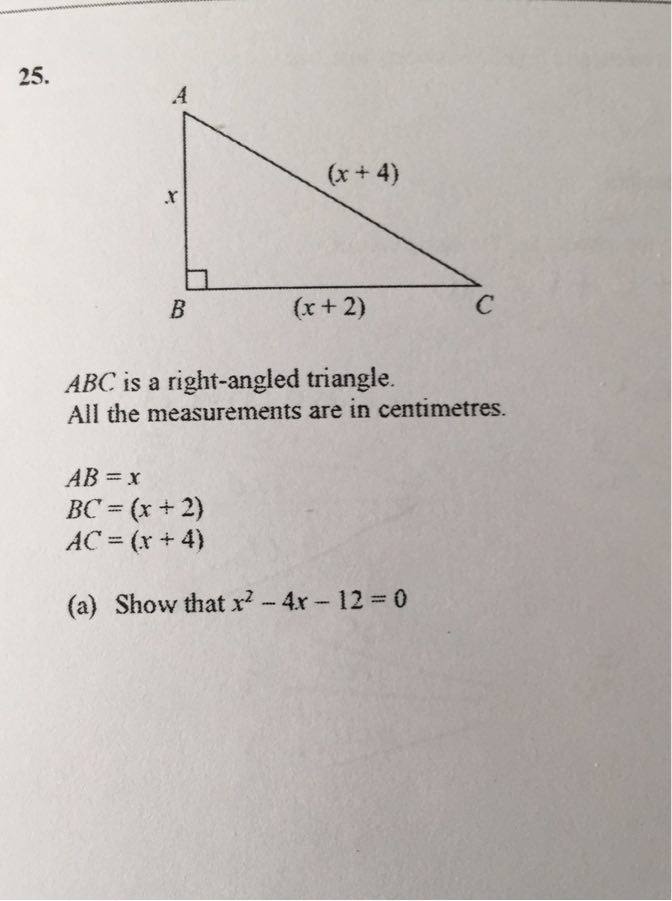 25.
A
(x + 4)
x
B
(x + 2)
C
ABC is a right-angled triangle.
All the measurements are in centimetres.
AB = x
BC = (x + 2)
AC = (x + 4)
(a) Show that x² – 4x – 12 = 0